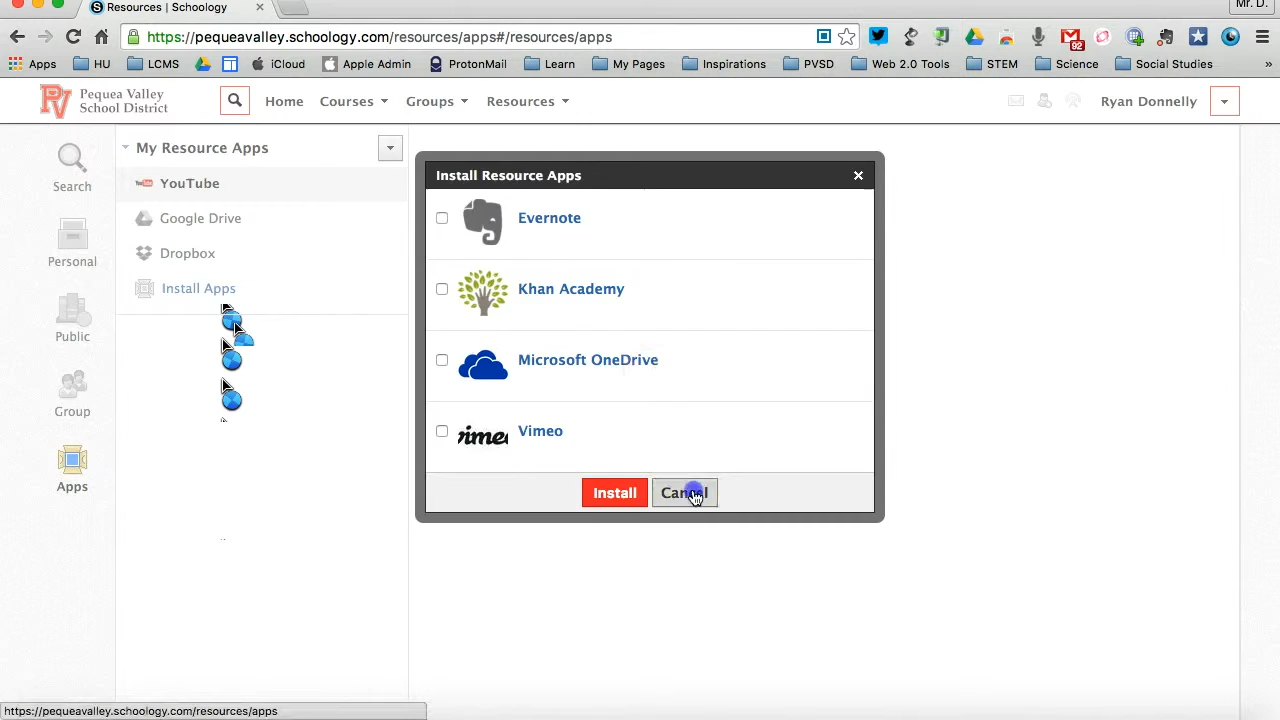 Mr. D.
Resources | Schoology
https://pequeavalley.schoology.com/resources/apps#/resources/apps
92
Apps HU LCMS iCloud Apple Admin ProtonMail Learn My Pages Inspirations PVSD Web 2.0 Tools STEM Science Social Studies »
PV Pequea Valley
School District
Home Courses Groups Resources Ryan Donnelly
Search
Personal
Public
Group
Apps
My Resource Apps
YouTube
Google Drive
Dropbox
Install Apps
Install Resource Apps
Evernote
Khan Academy
Microsoft OneDrive
vimeo Vimeo
Install Cancel
https://pequeavalley.schoology.com/resources/apps